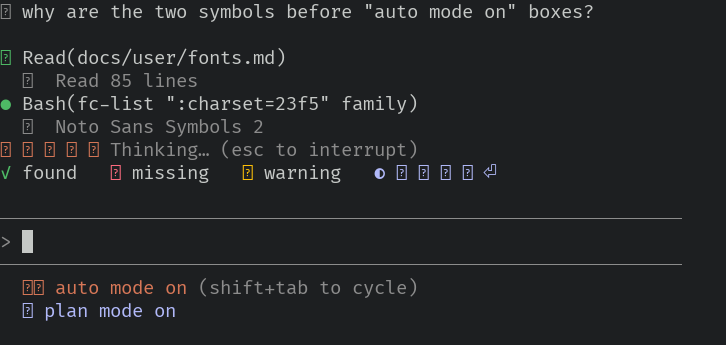 why are the two symbols before "auto mode on" boxes?
Read(docs/user/fonts.md)
Read 85 lines
● Bash(fc-list ":charset=23f5" family)
Noto Sans Symbols 2
Thinking… (esc to interrupt)
√ found missing warning ◐ ⏎
>
auto mode on (shift+tab to cycle)
plan mode on